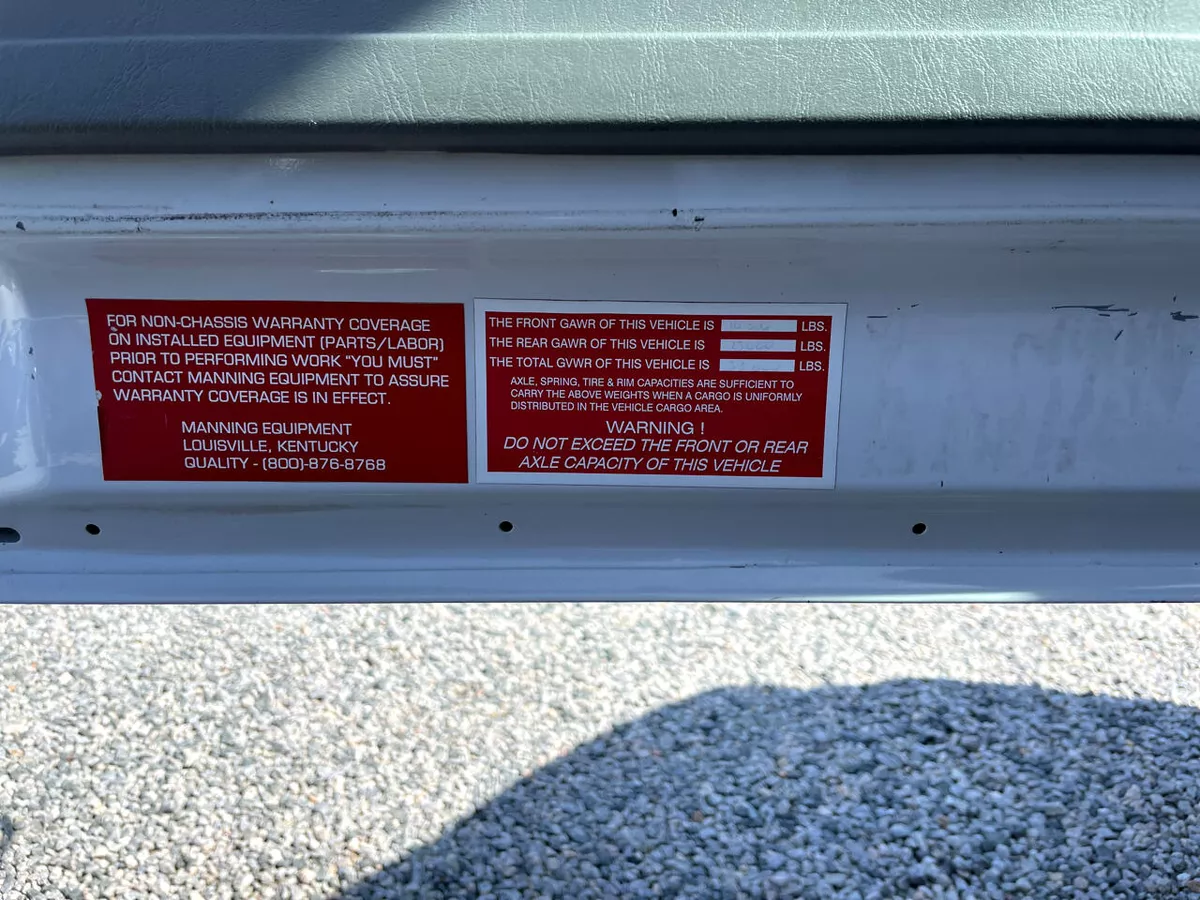 FOR NON-CHASSIS WARRANTY COVERAGE
ON INSTALLED EQUIPMENT (PARTS/LABOR)
PRIOR TO PERFORMING WORK "YOU MUST"
CONTACT MANNING EQUIPMENT TO ASSURE
WARRANTY COVERAGE IS IN EFFECT.
MANNING EQUIPMENT
LOUISVILLE, KENTUCKY
QUALITY - (800)-876-8768
THE FRONT GAWR OF THIS VEHICLE IS LBS.
THE REAR GAWR OF THIS VEHICLE IS LBS.
THE TOTAL GVWR OF THIS VEHICLE IS LBS.
AXLE, SPRING, TIRE & RIM CAPACITIES ARE SUFFICIENT TO
CARRY THE ABOVE WEIGHTS WHEN A CARGO IS UNIFORMLY
DISTRIBUTED IN THE VEHICLE CARGO AREA.
WARNING !
DO NOT EXCEED THE FRONT OR REAR
AXLE CAPACITY OF THIS VEHICLE